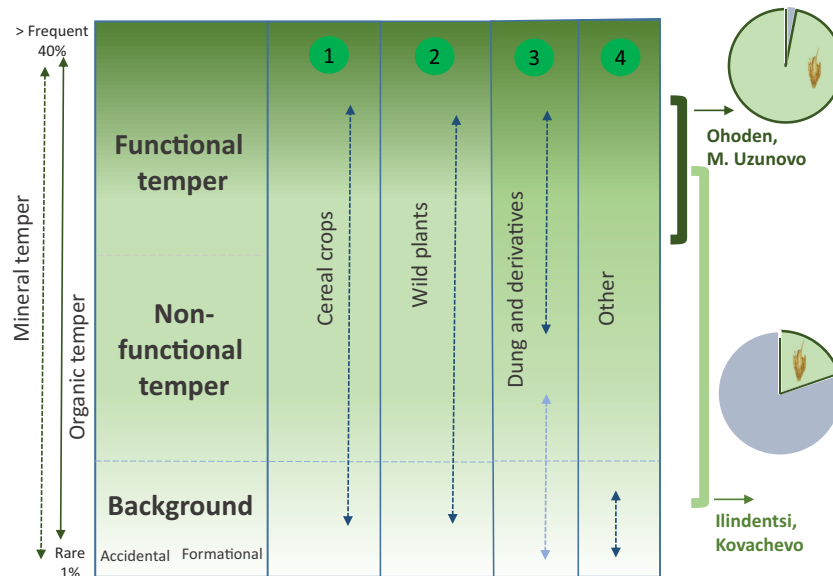 > Frequent
40%
Mineral temper
Organic temper
Rare
1%
Functional
temper
Non-
functional
temper
Background
Accidental
Formational
1
Cereal crops
2
Wild plants
3
Dung and derivatives
4
Other
Ohoden,
M. Uzunovo
Ilindentsi,
Kovachevo